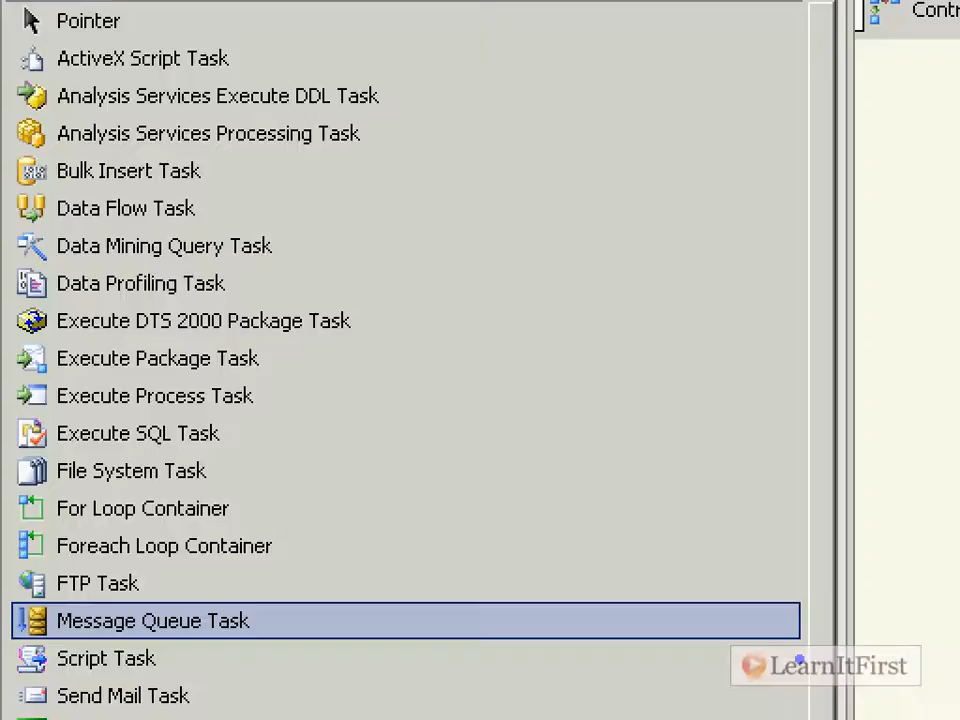 Pointer
Contr
ActiveX Script Task
Analysis Services Execute DDL Task
Analysis Services Processing Task
Bulk Insert Task
Data Flow Task
Data Mining Query Task
Data Profiling Task
Execute DTS 2000 Package Task
Execute Package Task
Execute Process Task
Execute SQL Task
File System Task
For Loop Container
Foreach Loop Container
FTP Task
Message Queue Task
Script Task
LearnItFirst
Send Mail Task